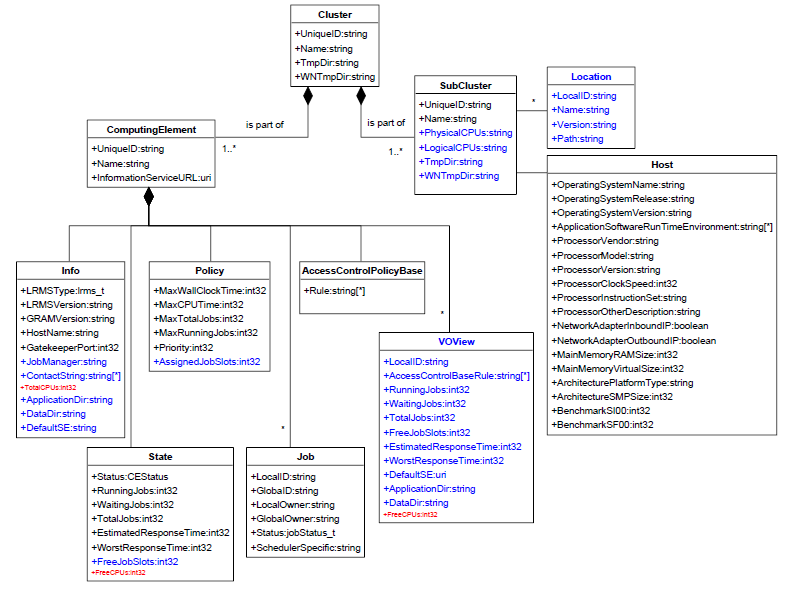 Cluster
+UniqueID:string
+Name:string
+TmpDir:string
+WNTmpDir:string
is part of
1..*
is part of
1..*
SubCluster
+UniqueID:string
+Name:string
+PhysicalCPUs:string
+LogicalCPUs:string
+TmpDir:string
+WNTmpDir:string
*
Location
+LocalID:string
+Name:string
+Version:string
+Path:string
ComputingElement
+UniqueID:string
+Name:string
+InformationServiceURL:uri
Host
+OperatingSystemName:string
+OperatingSystemRelease:string
+OperatingSystemVersion:string
+ApplicationSoftwareRunTimeEnvironment:string[*]
+ProcessorVendor:string
+ProcessorModel:string
+ProcessorVersion:string
+ProcessorClockSpeed:int32
+ProcessorInstructionSet:string
+ProcessorOtherDescription:string
+NetworkAdapterInboundIP:boolean
+NetworkAdapterOutboundIP:boolean
+MainMemoryRAMSize:int32
+MainMemoryVirtualSize:int32
+ArchitecturePlatformType:string
+ArchitectureSMPSize:int32
+BenchmarkSI00:int32
+BenchmarkSF00:int32
Info
+LRMSType:lrms_t
+LRMSVersion:string
+GRAMVersion:string
+HostName:string
+GatekeeperPort:int32
+JobManager:string
+ContactString:string[*]
+TotalCPUs:int32
+ApplicationDir:string
+DataDir:string
+DefaultSE:string
Policy
+MaxWallClockTime:int32
+MaxCPUTime:int32
+MaxTotalJobs:int32
+MaxRunningJobs:int32
+Priority:int32
+AssignedJobSlots:int32
AccessControlPolicyBase
+Rule:string[*]
*
VOView
+LocalID:string
+AccessControlBaseRule:string[*]
+RunningJobs:int32
+WaitingJobs:int32
+TotalJobs:int32
+FreeJobSlots:int32
+EstimatedResponseTime:int32
+WorstResponseTime:int32
+DefaultSE:uri
+ApplicationDir:string
+DataDir:string
+FreeCPUs:int32
State
+Status:CEStatus
+RunningJobs:int32
+WaitingJobs:int32
+TotalJobs:int32
+EstimatedResponseTime:int32
+WorstResponseTime:int32
+FreeJobSlots:int32
+FreeCPUs:int32
*
Job
+LocalID:string
+GlobalID:string
+LocalOwner:string
+GlobalOwner:string
+Status:jobStatus_t
+SchedulerSpecific:string